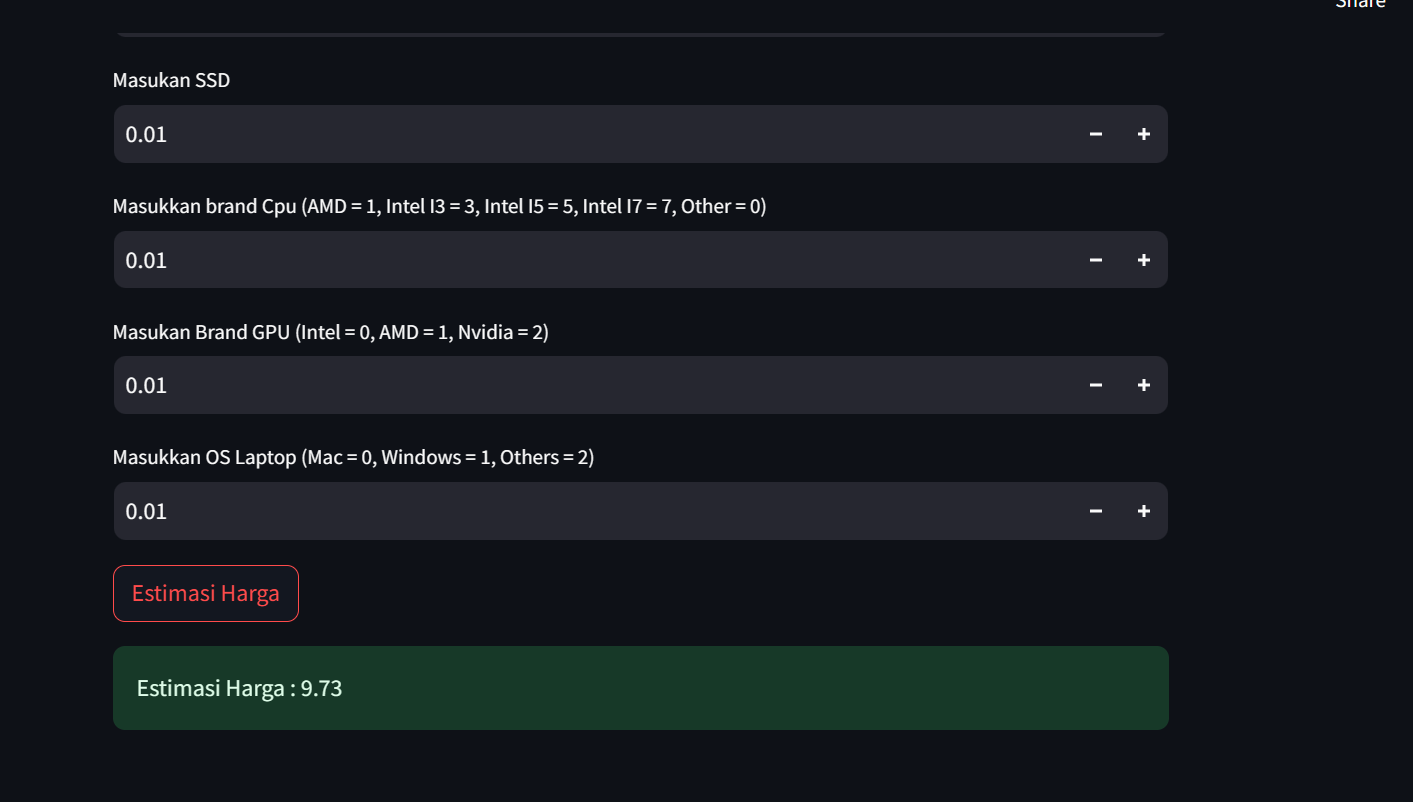 Share
Masukan SSD
0.01
Masukkan brand Cpu (AMD = 1, Intel I3 = 3, Intel I5 = 5, Intel I7 = 7, Other = 0)
0.01
Masukan Brand GPU (Intel = 0, AMD = 1, Nvidia = 2)
0.01
Masukkan OS Laptop (Mac = 0, Windows = 1, Others = 2)
0.01
Estimasi Harga
Estimasi Harga : 9.73